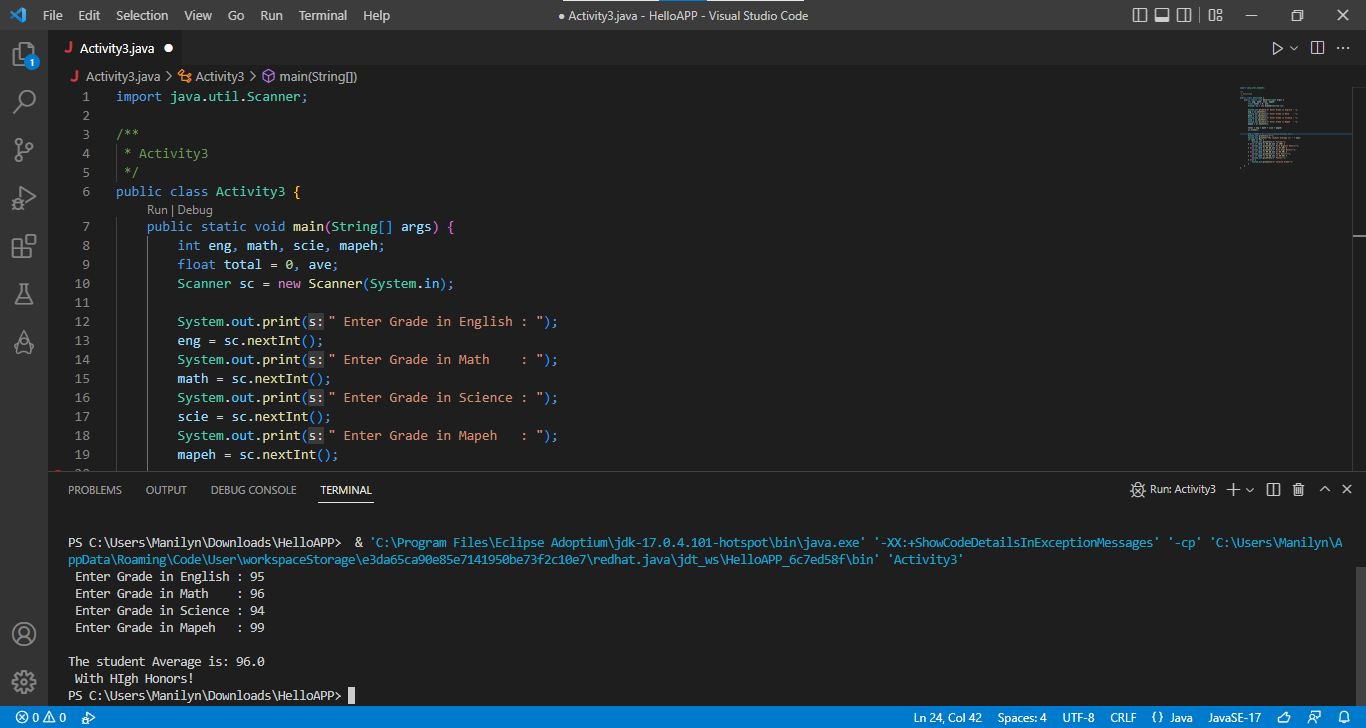 File Edit Selection View Go Run Terminal Help ● Activity3.java - HelloAPP - Visual Studio Code
J Activity3.java ●
J Activity3.java > Activity3 > main(String[])
1 import java.util.Scanner;
2
3 /**
4 * Activity3
5 */
6 public class Activity3 {
Run | Debug
7 public static void main(String[] args) {
8 int eng, math, scie, mapeh;
9 float total = 0, ave;
10 Scanner sc = new Scanner(System.in);
11
12 System.out.print(s: " Enter Grade in English : ");
13 eng = sc.nextInt();
14 System.out.print(s: " Enter Grade in Math    : ");
15 math = sc.nextInt();
16 System.out.print(s: " Enter Grade in Science : ");
17 scie = sc.nextInt();
18 System.out.print(s: " Enter Grade in Mapeh   : ");
19 mapeh = sc.nextInt();
1
PROBLEMS OUTPUT DEBUG CONSOLE TERMINAL Run: Activity3
PS C:\Users\Manilyn\Downloads\HelloAPP>  & 'C:\Program Files\Eclipse Adoptium\jdk-17.0.4.101-hotspot\bin\java.exe' '-XX:+ShowCodeDetailsInExceptionMessages' '-cp' 'C:\Users\Manilyn\A
ppData\Roaming\Code\User\workspaceStorage\e3da65ca90e85e7141950be73f2c10e7\redhat.java\jdt_ws\HelloAPP_6c7ed58f\bin' 'Activity3'
Enter Grade in English : 95
Enter Grade in Math    : 96
Enter Grade in Science : 94
Enter Grade in Mapeh   : 99
The student Average is: 96.0
With HIgh Honors!
PS C:\Users\Manilyn\Downloads\HelloAPP>
0 0 Ln 24, Col 42 Spaces: 4 UTF-8 CRLF {} Java JavaSE-17